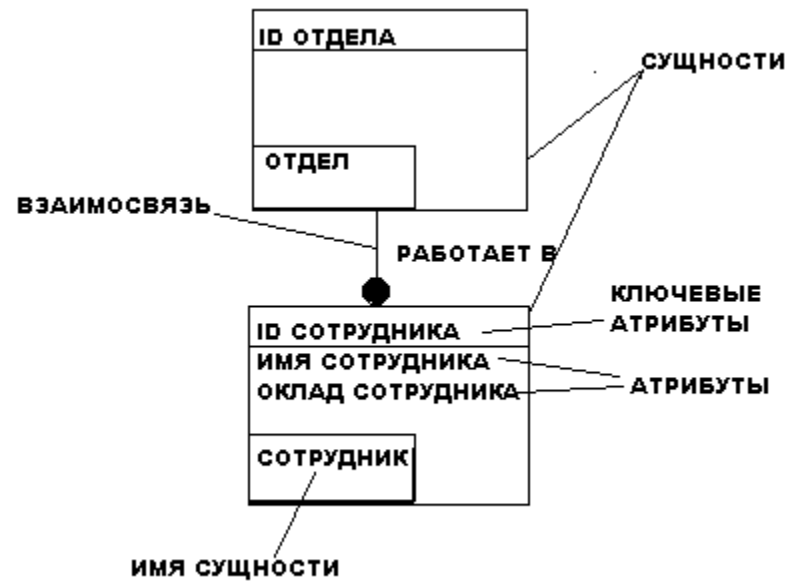 ID ОТДЕЛА
СУЩНОСТИ
ОТДЕЛ
ВЗАИМОСВЯЗЬ
РАБОТАЕТ В
КЛЮЧЕВЫЕ
АТРИБУТЫ
ID СОТРУДНИКА
ИМЯ СОТРУДНИКА
ОКЛАД СОТРУДНИКА
АТРИБУТЫ
СОТРУДНИК
ИМЯ СУЩНОСТИ